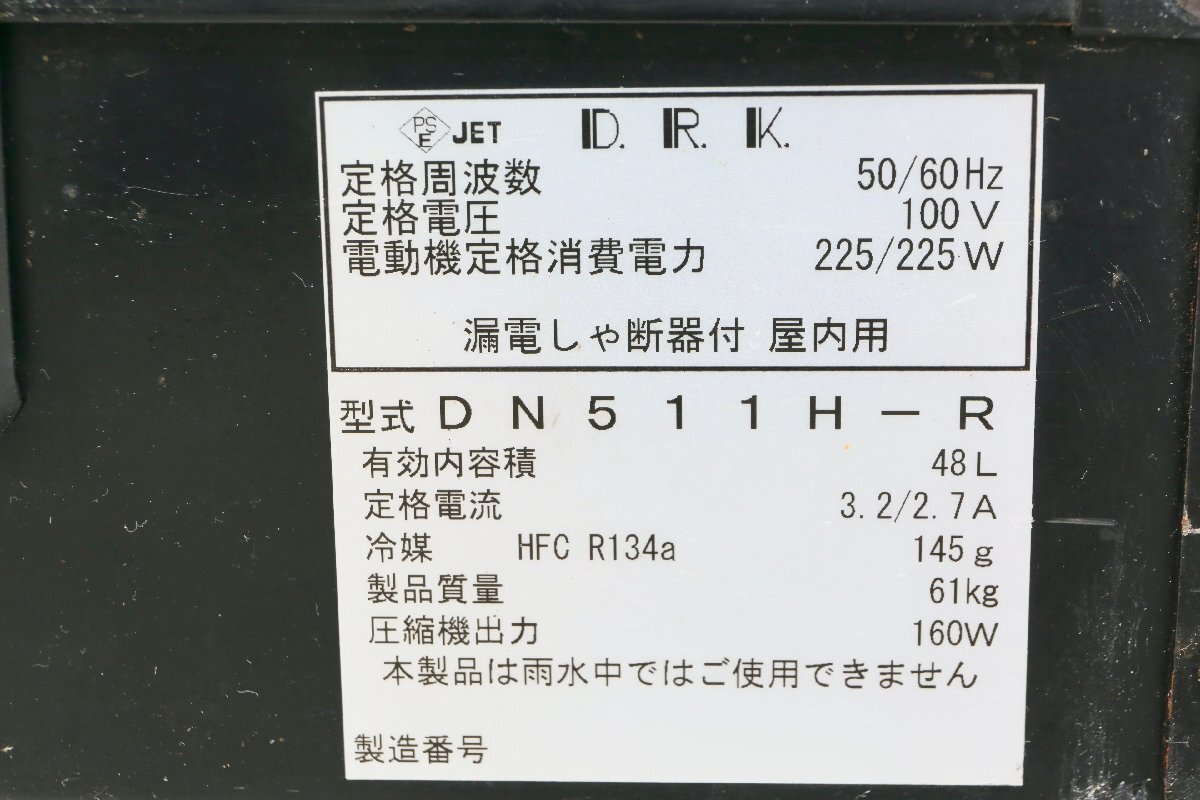 PSE JET D. R. K.
定格周波数 50/60Hz
定格電圧 100V
電動機定格消費電力 225/225W
漏電しゃ断器付 屋内用
型式 DN511H-R
有効内容積 48L
定格電流 3.2/2.7A
冷媒 HFC R134a 145g
製品質量 61kg
圧縮機出力 160W
本製品は雨水中ではご使用できません
製造番号